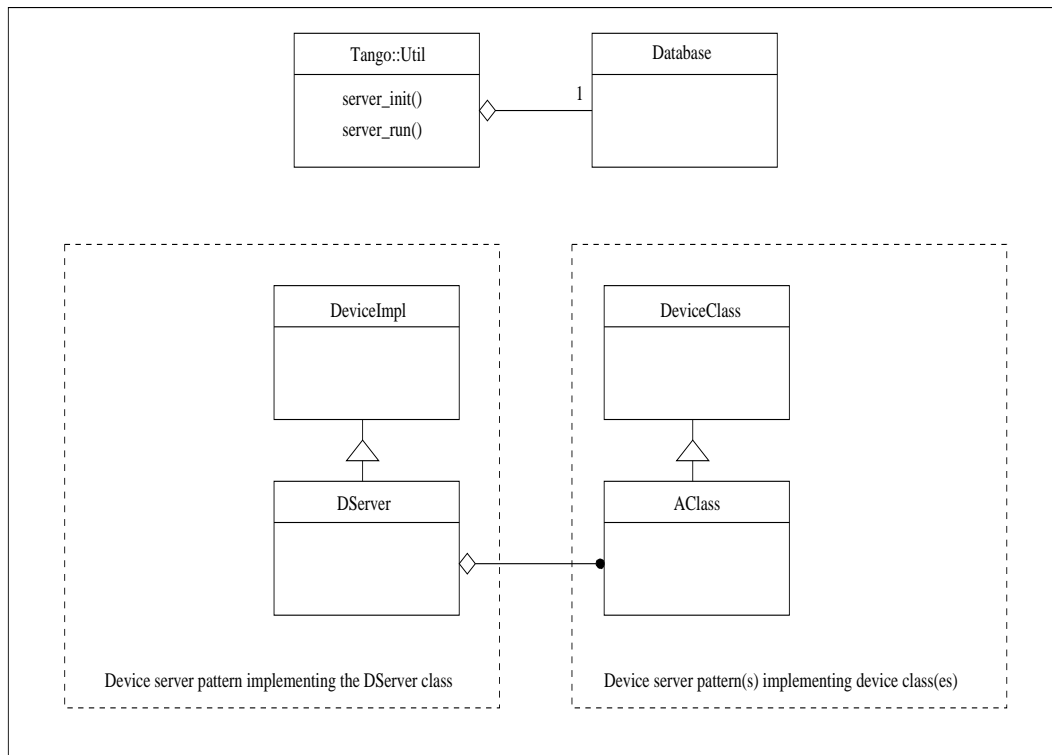 Tango::Util
server_init()
server_run()
Database
1
DeviceImpl
DeviceClass
DServer
AClass
Device server pattern implementing the DServer class
Device server pattern(s) implementing device class(es)